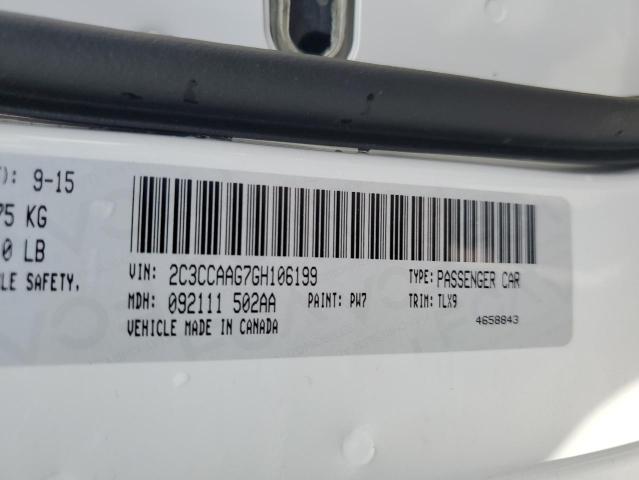 ): 9-15
75 KG
0 LB
LE SAFETY.
VIN: 2C3CCAAG7GH106199 TYPE: PASSENGER CAR
MDH: 092111 502AA PAINT: PW7 TRIM: TLX9
VEHICLE MADE IN CANADA
4658843